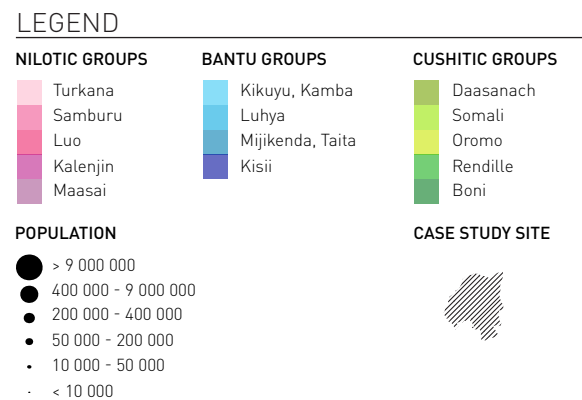 LEGEND
NILOTIC GROUPS
Turkana
Samburu
Luo
Kalenjin
Maasai
BANTU GROUPS
Kikuyu, Kamba
Luhya
Mijikenda, Taita
Kisii
CUSHITIC GROUPS
Daasanach
Somali
Oromo
Rendille
Boni
POPULATION
> 9 000 000
400 000 - 9 000 000
200 000 - 400 000
50 000 - 200 000
10 000 - 50 000
< 10 000
CASE STUDY SITE